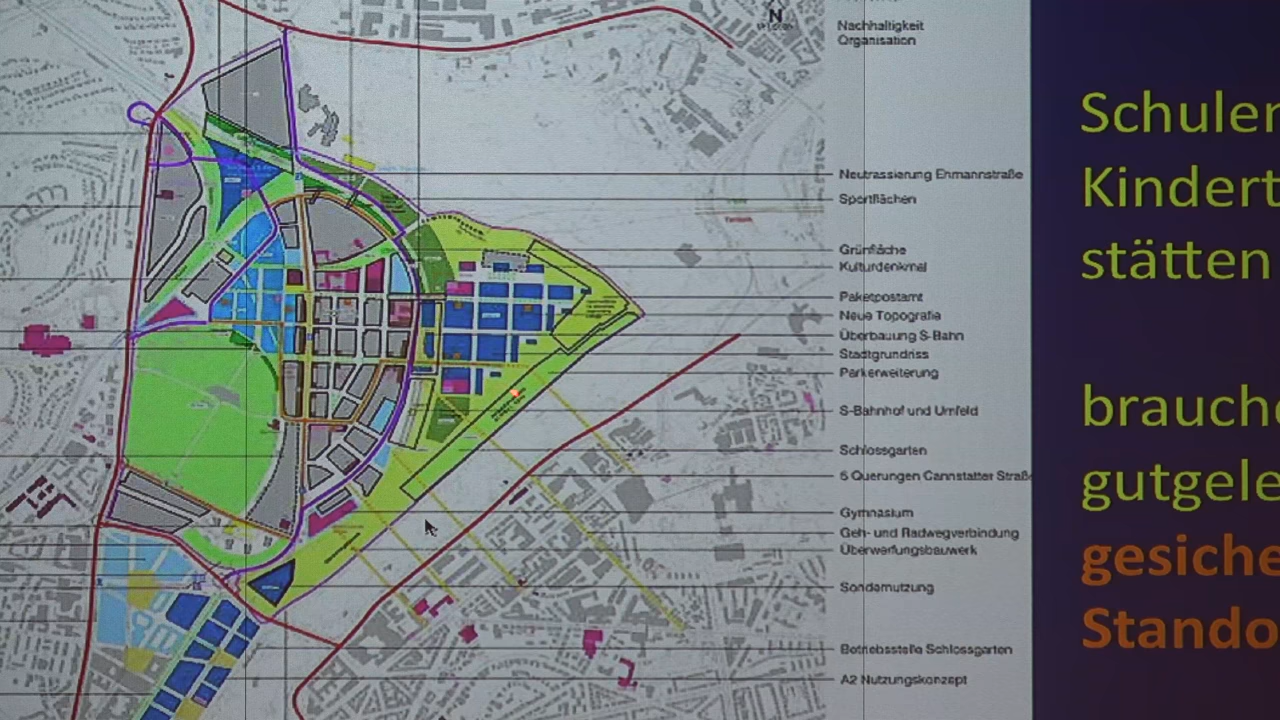 N
Nachhaltigkeit
Organisation
Neutrassierung Ehmannstraße
Sportflächen
Grünfläche
Kulturdenkmal
Paketpostamt
Neue Topografie
Überbauung S-Bahn
Stadtgrundriss
Parkerweiterung
S-Bahnhof und Umfeld
Schlossgarten
5 Querungen Cannstatter Straß
Gymnasium
Geh- und Radwegverbindung
Überwerfungsbauwerk
Sondernutzung
Betriebsstelle Schlossgarten
A2 Nutzungskonzept
Schulen
Kindert
stätten
brauche
gutgele
gesiche
Stando